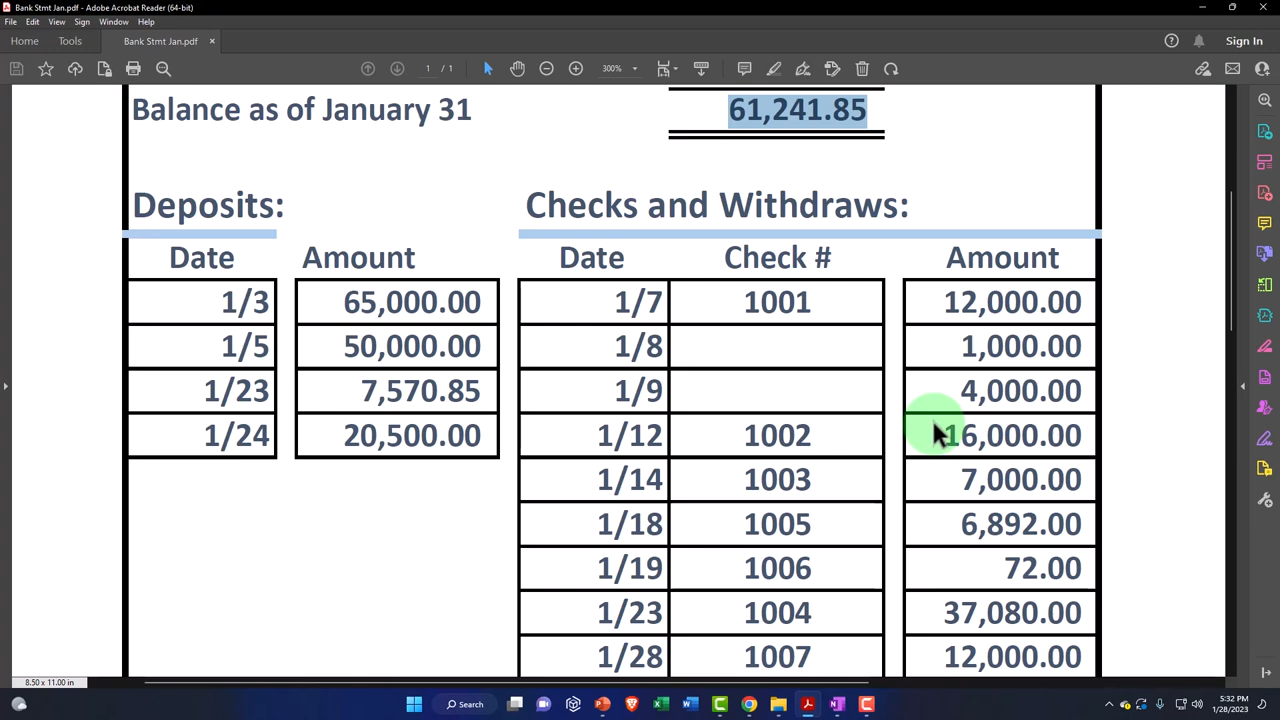 Bank Stmt Jan.pdf - Adobe Acrobat Reader (64-bit)
File Edit View Sign Window Help
Home Tools Bank Stmt Jan.pdf × Sign In
1 / 1 300%
Balance as of January 31 61,241.85
Deposits: Checks and Withdraws:
Date Amount Date Check # Amount
1/3 65,000.00 1/7 1001 12,000.00
1/5 50,000.00 1/8 1,000.00
1/23 7,570.85 1/9 4,000.00
1/24 20,500.00 1/12 1002 16,000.00
1/14 1003 7,000.00
1/18 1005 6,892.00
1/19 1006 72.00
1/23 1004 37,080.00
1/28 1007 12,000.00
8.50 x 11.00 in
Search
5:32 PM
1/28/2023